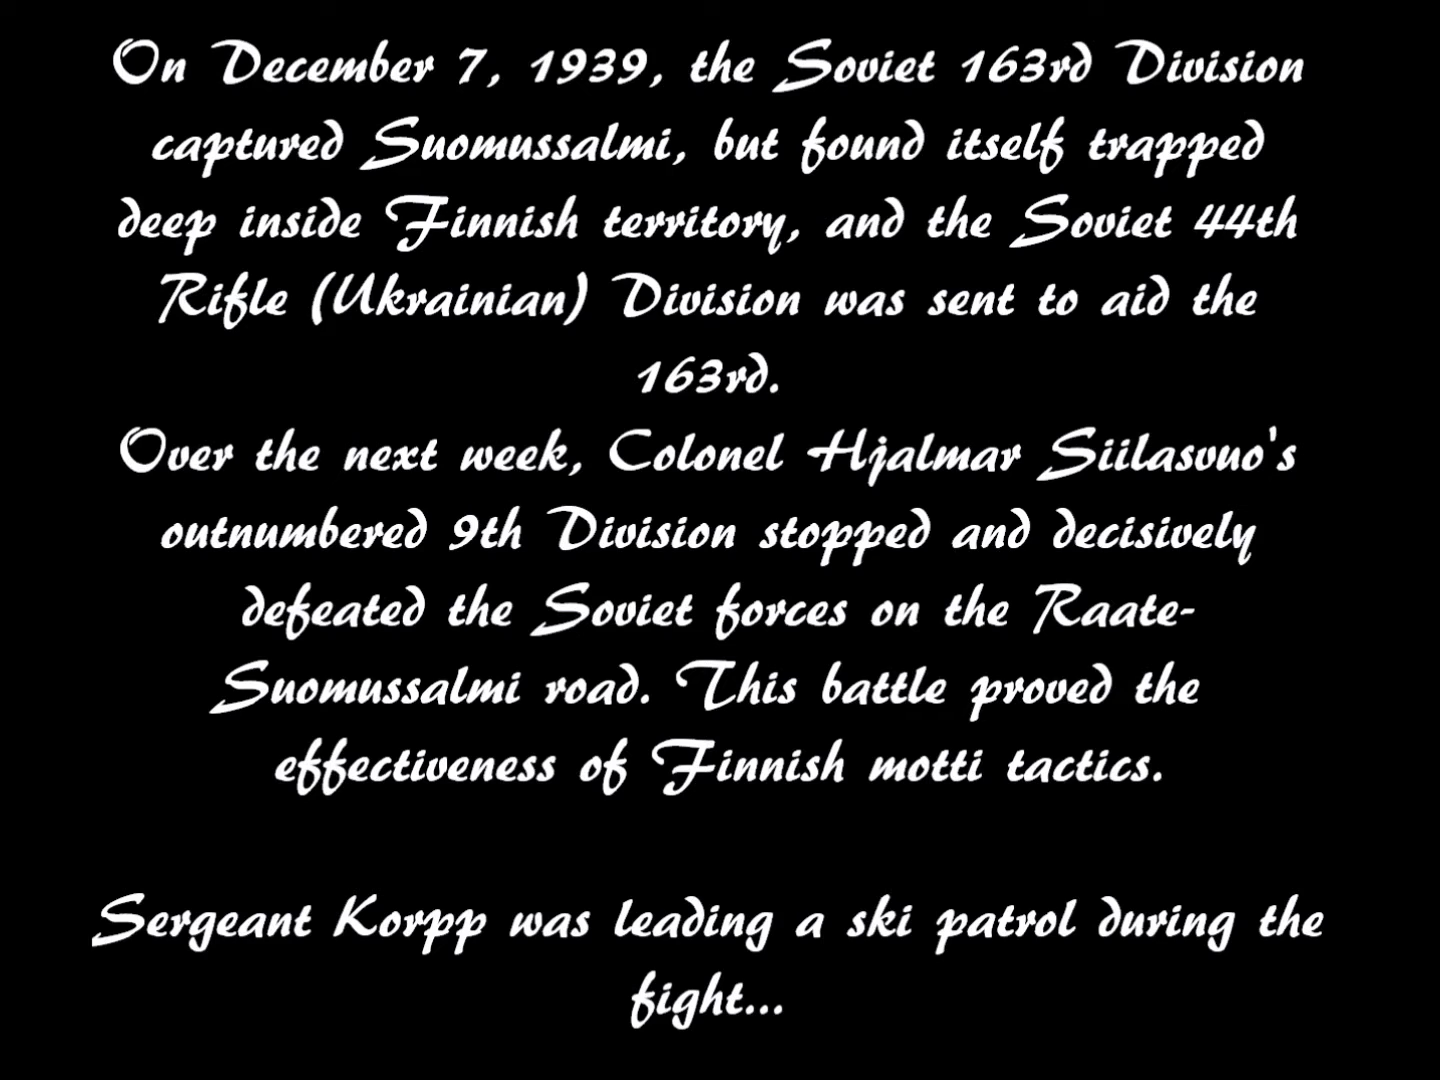 On December 7, 1939, the Soviet 163rd Division
captured Suomussalmi, but found itself trapped
deep inside Finnish territory, and the Soviet 44th
Rifle (Ukrainian) Division was sent to aid the
163rd.
Over the next week, Colonel Hjalmar Siilasvuo's
outnumbered 9th Division stopped and decisively
defeated the Soviet forces on the Raate-
Suomussalmi road. This battle proved the
effectiveness of Finnish motti tactics.
Sergeant Korpp was leading a ski patrol during the
fight...